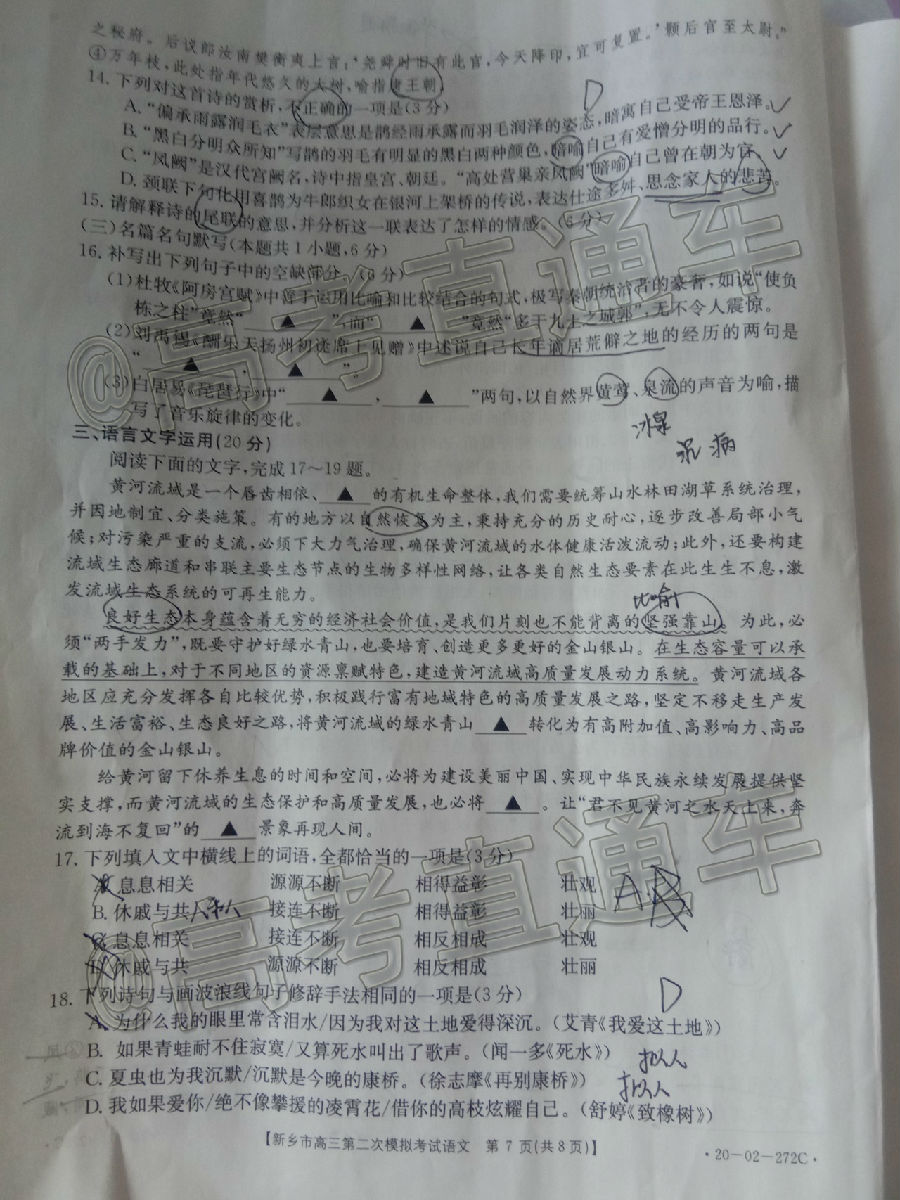 之秘府。后议郎汝南樊衡夷上言：‘尧舜时旧有此官，今天降印，宜可复置。’颢后官至太尉。”
④万年枝，此处指年代悠久的大树，喻指唐王朝
14.下列对这首诗的赏析，不正确的一项是(3分)
D
A.“偏承雨露润毛衣”表层意思是鹊经雨承露而羽毛润泽的姿态，暗寓自己受帝王恩泽。
B.“黑白分明众所知”写鹊的羽毛有明显的黑白两种颜色，暗喻自己有爱憎分明的品行。
C.“凤阙”是汉代宫阙名，诗中指皇宫、朝廷。“高处营巢亲凤阙”暗喻自己曾在朝为官。
D.颈联下句化用喜鹊为牛郎织女在银河上架桥的传说，表达仕途多舛、思念家人的悲苦。
15.请解释诗的尾联的意思，并分析这一联表达了怎样的情感。(6分)
(三)名篇名句默写(本题共1小题，6分)
16.补写出下列句子中的空缺部分。(6分)
(1)杜牧《阿房宫赋》中善于运用比喻和比较结合的句式，极写秦朝统治者的豪奢，如说“使负
栋之柱”竟然“ ▲ ”，而“ ▲ ”竟然“多于九土之城郭”，无不令人震惊。
(2)刘禹锡《酬乐天扬州初逢席上见赠》中述说自己长年谪居荒僻之地的经历的两句是
“ ▲ ， ▲ ”。
(3)白居易《琵琶行》中“ ▲ ， ▲ ”两句，以自然界黄莺、泉流的声音为喻，描
写了音乐旋律的变化。
三、语言文字运用(20分)
阅读下面的文字，完成17～19题。
黄河流域是一个唇齿相依、 ▲ 的有机生命整体，我们需要统筹山水林田湖草系统治理，
并因地制宜、分类施策。有的地方以自然恢复为主，秉持充分的历史耐心，逐步改善局部小气
候；对污染严重的支流，必须下大力气治理，确保黄河流域的水体健康活泼流动；此外，还要构建
流域生态廊道和串联主要生态节点的生物多样性网络，让各类自然生态要素在此生生不息，激
发流域生态系统的可再生能力。
比喻
良好生态本身蕴含着无穷的经济社会价值，是我们片刻也不能背离的坚强靠山。为此，必
须“两手发力”，既要守护好绿水青山，也要培育、创造更多更好的金山银山。在生态容量可以承
载的基础上，对于不同地区的资源禀赋特色，建造黄河流域高质量发展动力系统。黄河流域各
地区应充分发挥各自比较优势，积极践行富有地域特色的高质量发展之路，坚定不移走生产发
展、生活富裕、生态良好之路，将黄河流域的绿水青山 ▲ 转化为有高附加值、高影响力、高品
牌价值的金山银山。
给黄河留下休养生息的时间和空间，必将为建设美丽中国、实现中华民族永续发展提供坚
实支撑，而黄河流域的生态保护和高质量发展，也必将 ▲ 。让“君不见黄河之水天上来，奔
流到海不复回”的 ▲ 景象再现人间。
17.下列填入文中横线上的词语，全都恰当的一项是(3分)
A.息息相关 源源不断 相得益彰 壮观
B.休戚与共 接连不断 相得益彰 壮丽
C.息息相关 接连不断 相反相成 壮观
D.休戚与共 源源不断 相反相成 壮丽
18.下列诗句与画波浪线句子修辞手法相同的一项是(3分)
D
A.为什么我的眼里常含泪水/因为我对这土地爱得深沉。(艾青《我爱这土地》)
B.如果青蛙耐不住寂寞/又算死水叫出了歌声。(闻一多《死水》) 拟人
C.夏虫也为我沉默/沉默是今晚的康桥。(徐志摩《再别康桥》) 拟人
D.我如果爱你/绝不像攀援的凌霄花/借你的高枝炫耀自己。(舒婷《致橡树》)
【新乡市高三第二次模拟考试语文 第7页(共8页)】
·20-02-272C·
@高考直通车
@高考直通车